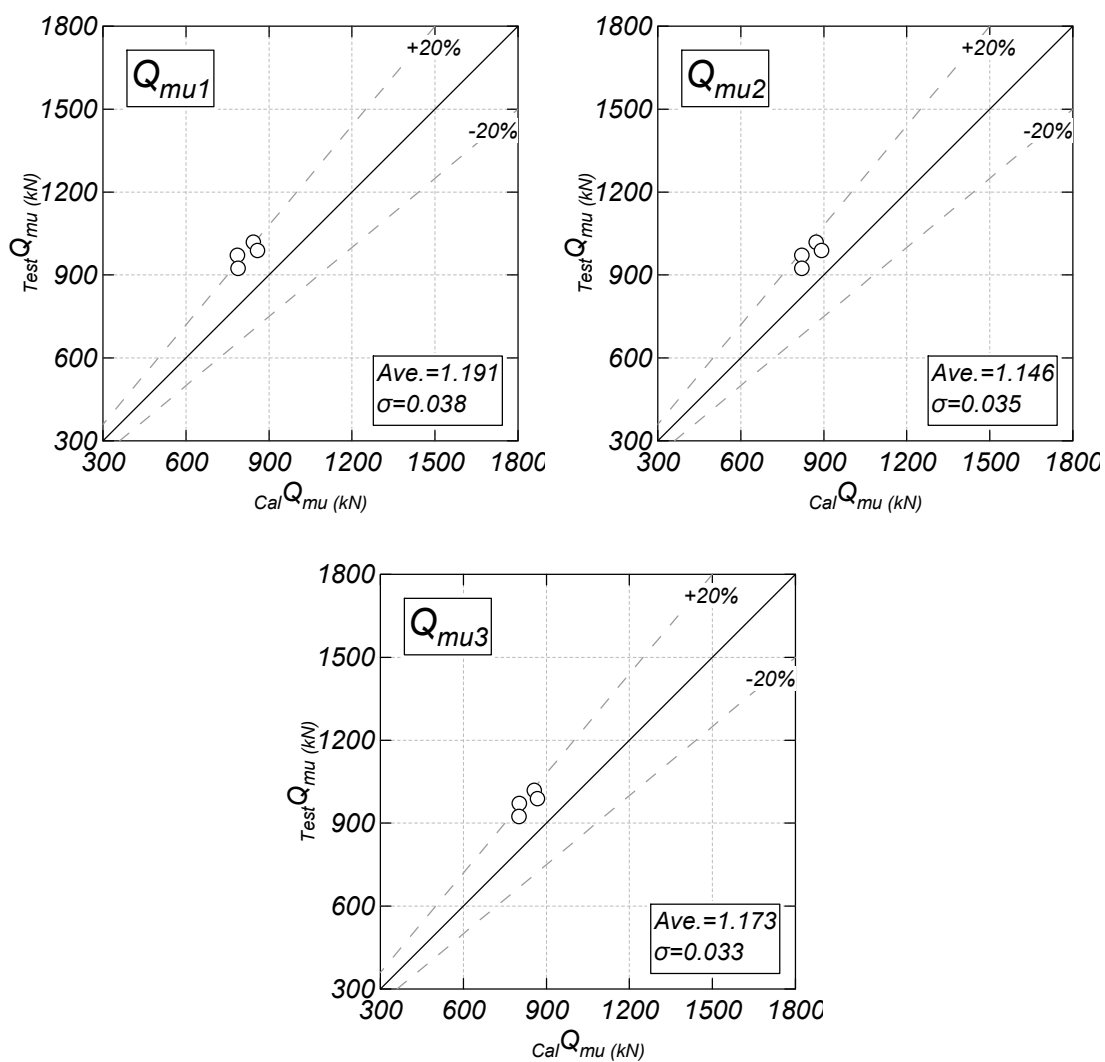 1800
+20%
Qmu1
1500
-20%
1200
TestQmu (kN)
900
600
Ave.=1.191
σ=0.038
300
300 600 900 1200 1500 1800
CalQmu (kN)
1800
+20%
Qmu2
1500
-20%
1200
TestQmu (kN)
900
600
Ave.=1.146
σ=0.035
300
300 600 900 1200 1500 1800
CalQmu (kN)
1800
+20%
Qmu3
1500
-20%
1200
TestQmu (kN)
900
600
Ave.=1.173
σ=0.033
300
300 600 900 1200 1500 1800
CalQmu (kN)